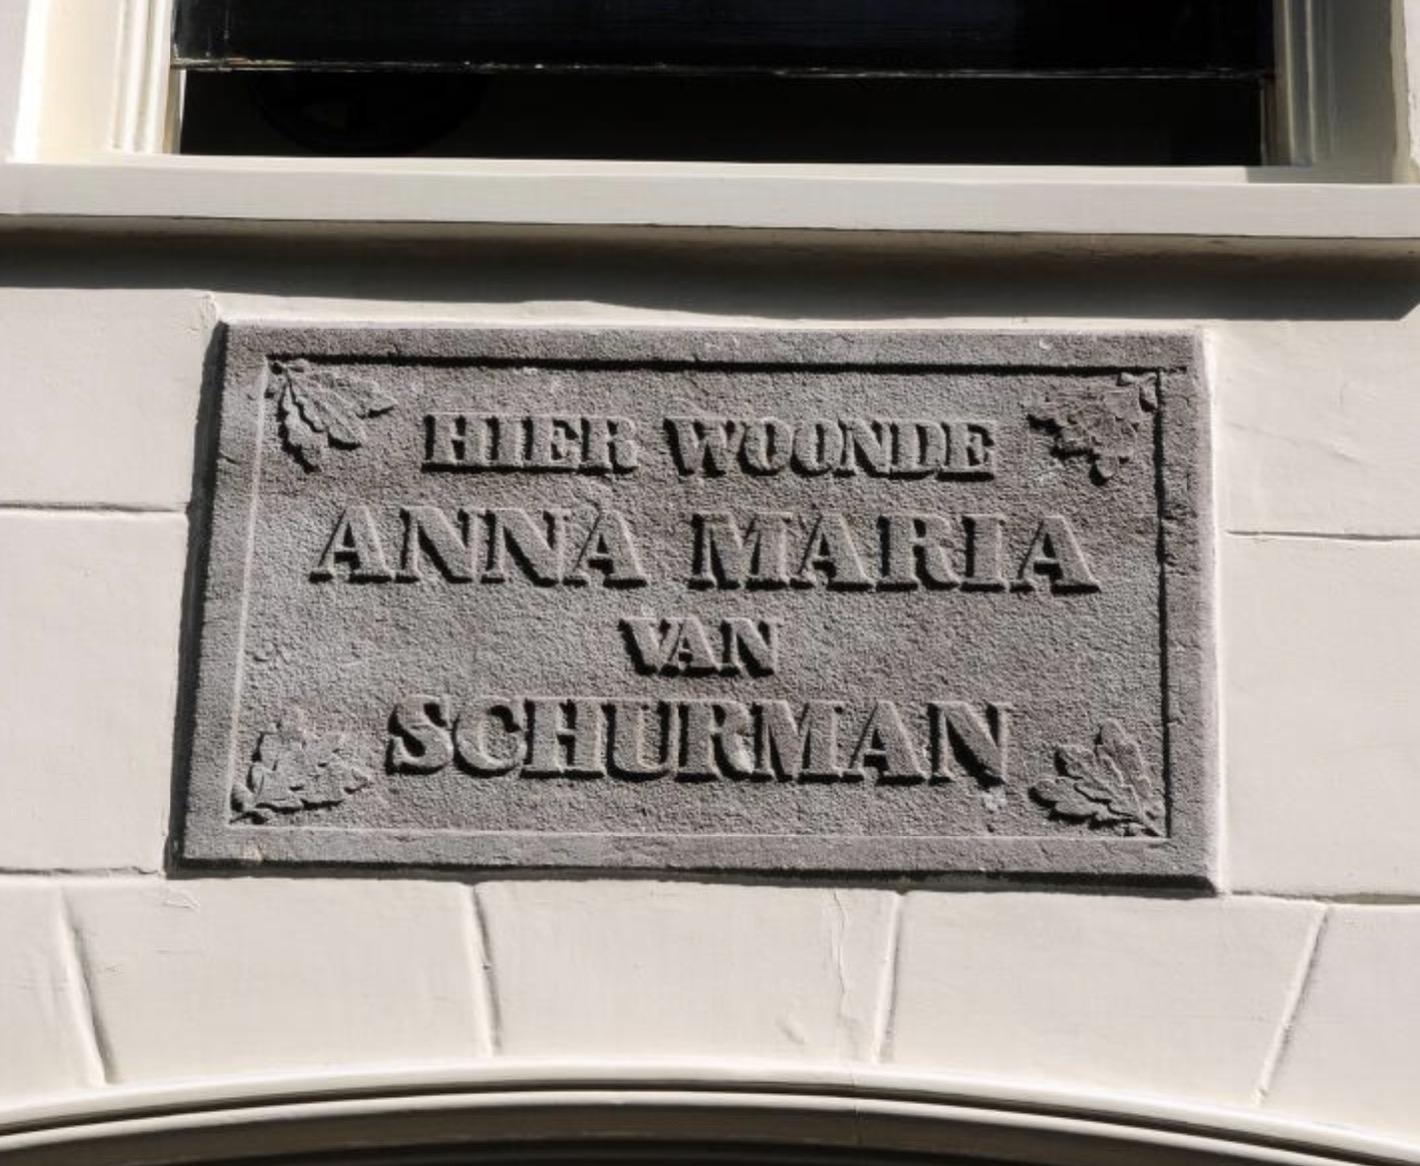 HIER WOONDE
ANNA MARIA
VAN
SCHURMAN